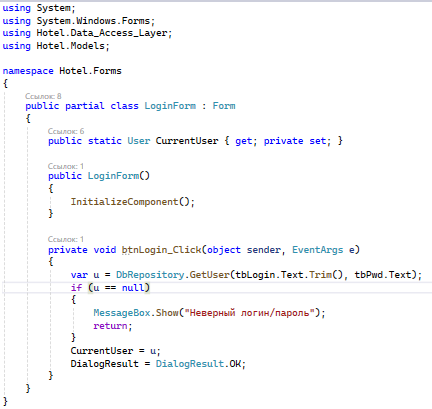 using System;
using System.Windows.Forms;
using Hotel.Data_Access_Layer;
using Hotel.Models;
namespace Hotel.Forms
{
Ссылок: 8
public partial class LoginForm : Form
{
Ссылок: 6
public static User CurrentUser { get; private set; }
Ссылок: 1
public LoginForm()
{
InitializeComponent();
}
Ссылок: 1
private void btnLogin_Click(object sender, EventArgs e)
{
var u = DbRepository.GetUser(tbLogin.Text.Trim(), tbPwd.Text);
if (u == null)
{
MessageBox.Show("Неверный логин/пароль");
return;
}
CurrentUser = u;
DialogResult = DialogResult.OK;
}
}
}